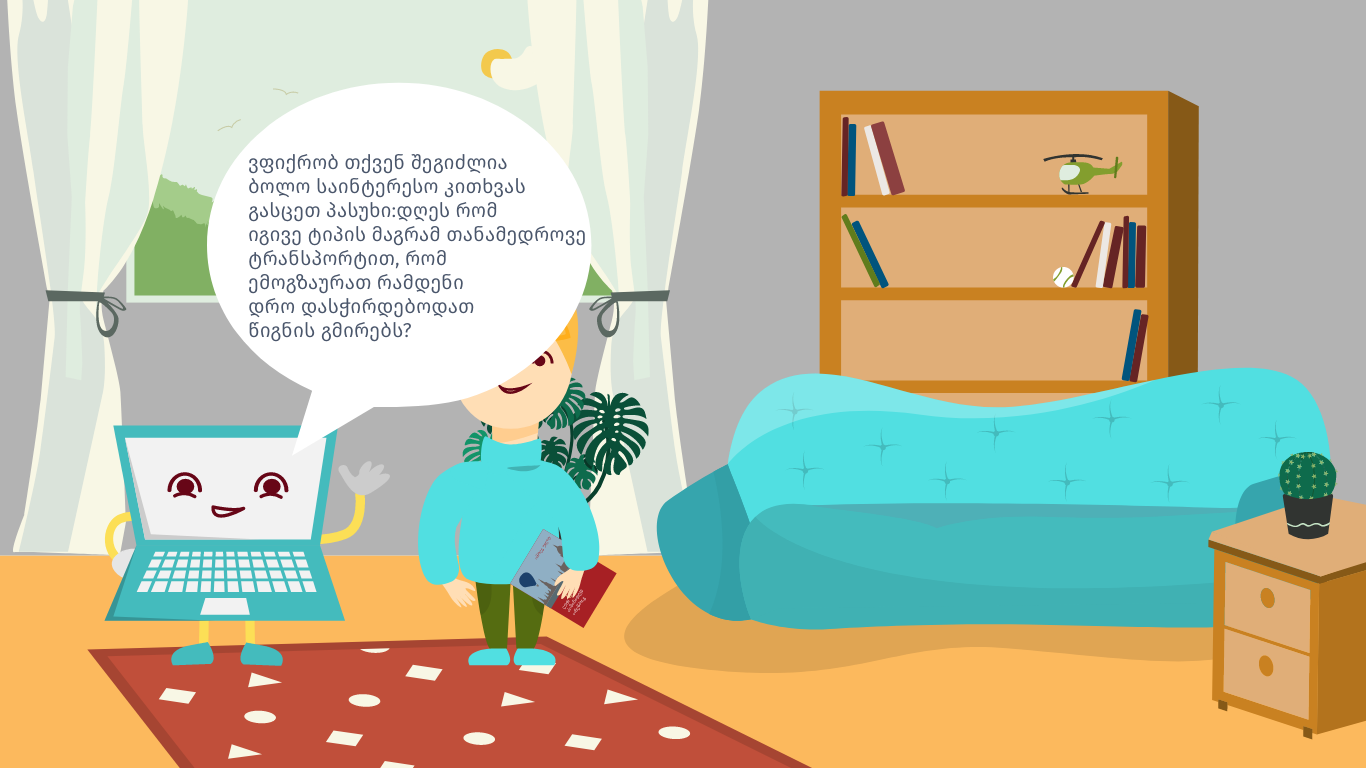 ვფიქრობ თქვენ შეგიძლია
ბოლო საინტერესო კითხვას
გასცეთ პასუხი:დღეს რომ
იგივე ტიპის მაგრამ თანამედროვე
ტრანსპორტით, რომ
ემოგზაურათ რამდენი
დრო დასჭირდებოდათ
წიგნის გმირებს?